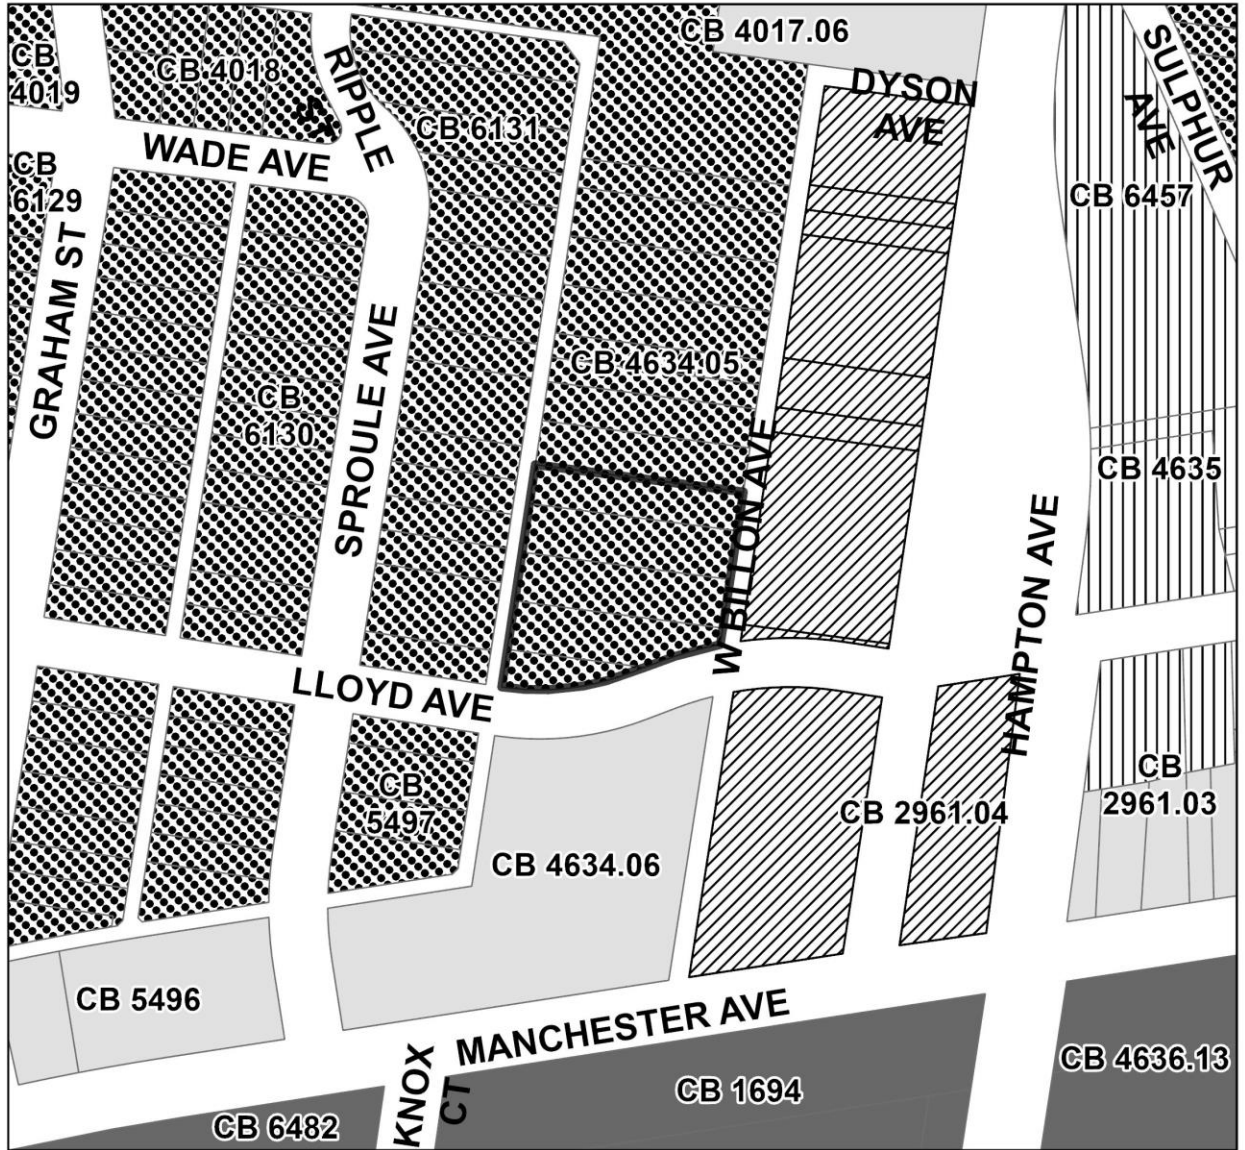 CB 4017.06
CB
4019
CB 4018
RIPPLE
ST
DYSON
AVE
SULPHUR
AVE
CB 6131
WADE AVE
CB
6129
CB 6457
GRAHAM ST
SPROULE AVE
CB 4634.05
CB
6130
W BILLON AVE
CB 4635
HAMPTON AVE
LLOYD AVE
CB
5497
CB 2961.04
CB
2961.03
CB 4634.06
CB 5496
MANCHESTER AVE
KNOX
CT
CB 4636.13
CB 1694
CB 6482